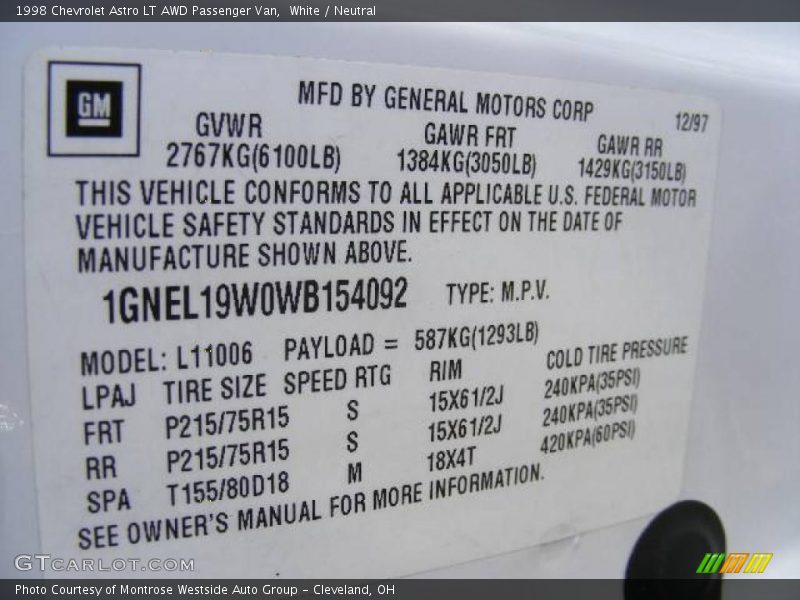 1998 Chevrolet Astro LT AWD Passenger Van,  White / Neutral
GM
MFD BY GENERAL MOTORS CORP
12/97
GVWR GAWR FRT GAWR RR
2767KG(6100LB) 1384KG(3050LB) 1429KG(3150LB)
THIS VEHICLE CONFORMS TO ALL APPLICABLE U.S. FEDERAL MOTOR
VEHICLE SAFETY STANDARDS IN EFFECT ON THE DATE OF
MANUFACTURE SHOWN ABOVE.
1GNEL19W0WB154092 TYPE: M.P.V.
MODEL: L11006 PAYLOAD = 587KG(1293LB)
LPAJ TIRE SIZE SPEED RTG RIM COLD TIRE PRESSURE
FRT P215/75R15 S 15X61/2J 240KPA(35PSI)
RR P215/75R15 S 15X61/2J 240KPA(35PSI)
SPA T155/80D18 M 18X4T 420KPA(60PSI)
SEE OWNER'S MANUAL FOR MORE INFORMATION.
GTCARLOT.COM
Photo Courtesy of Montrose Westside Auto Group - Cleveland, OH